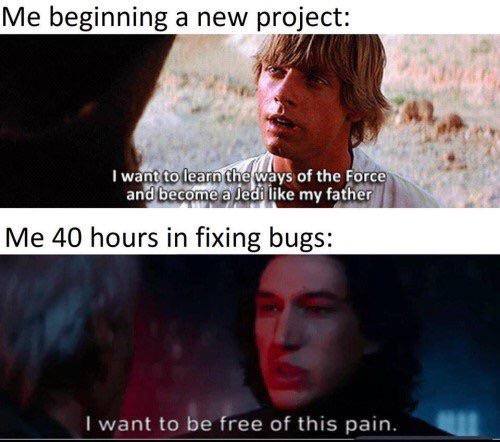 Me beginning a new project:
I want to learn the ways of the Force
and become a Jedi like my father
Me 40 hours in fixing bugs:
I want to be free of this pain.